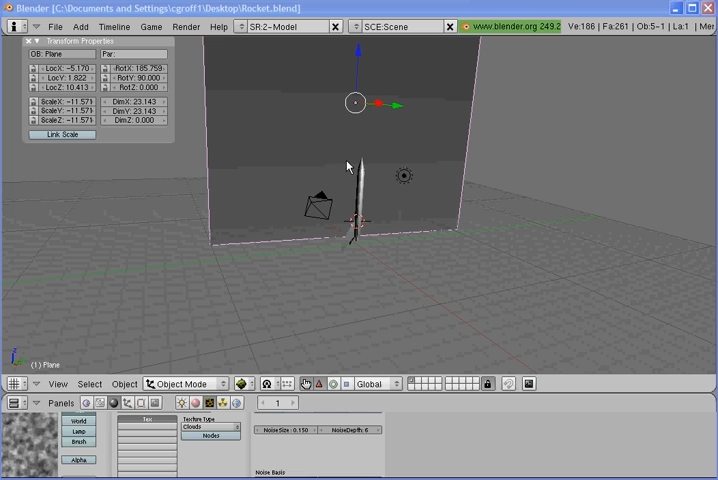 Blender [C:\Documents and Settings\cgroff1\Desktop\Rocket.blend]
File Add Timeline Game Render Help SR:2-Model SCE:Scene www.blender.org 249.2 Ve:186 | Fa:261 | Ob:5-1 | La:1 | Mer
Transform Properties
OB: Plane Par:
LocX: -5.170 RotX: 185.759
LocY: 1.822 RotY: 90.000
LocZ: 10.413 RotZ: 0.000
ScaleX: -11.571 DimX: 23.143
ScaleY: -11.571 DimY: 23.143
ScaleZ: -11.571 DimZ: 0.000
Link Scale
(1) Plane
View Select Object Object Mode Global
Panels 1
World
Lamp
Brush
Alpha
Tex
Texture Type
Clouds
Nodes
NoiseSize : 0.150 NoiseDepth: 6
Noise Basis